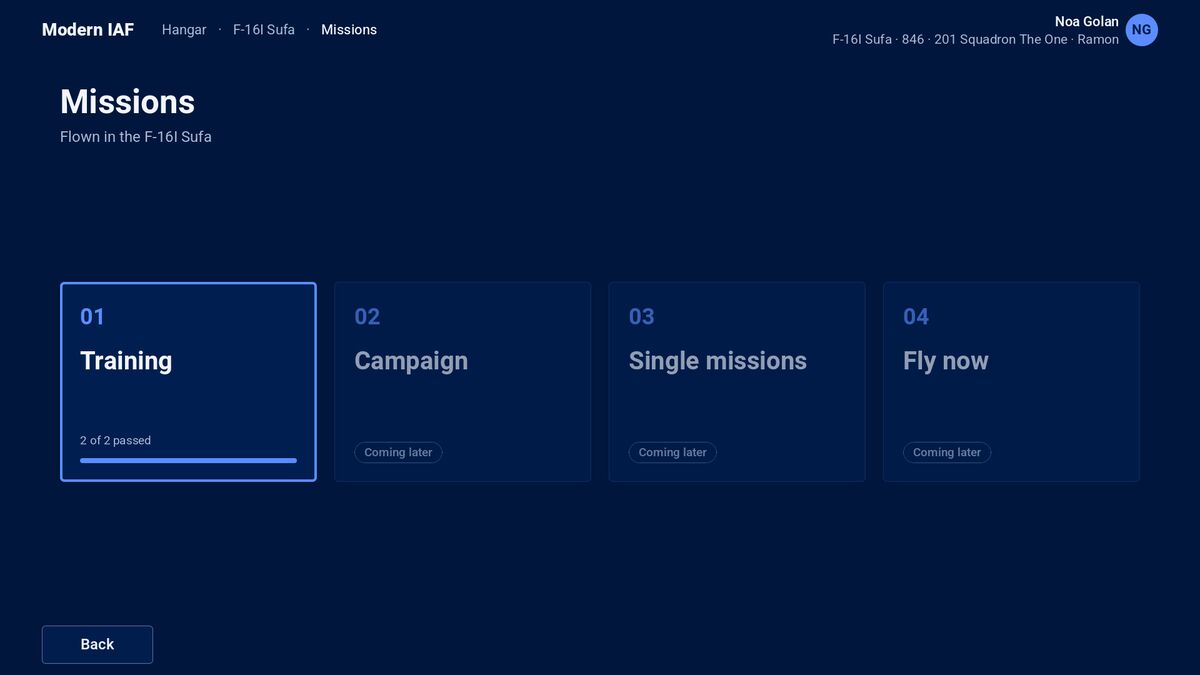 Modern IAF Hangar · F-16I Sufa · Missions
Noa Golan
F-16I Sufa · 846 · 201 Squadron The One · Ramon
NG
Missions
Flown in the F-16I Sufa
01
Training
2 of 2 passed
02
Campaign
Coming later
03
Single missions
Coming later
04
Fly now
Coming later
Back